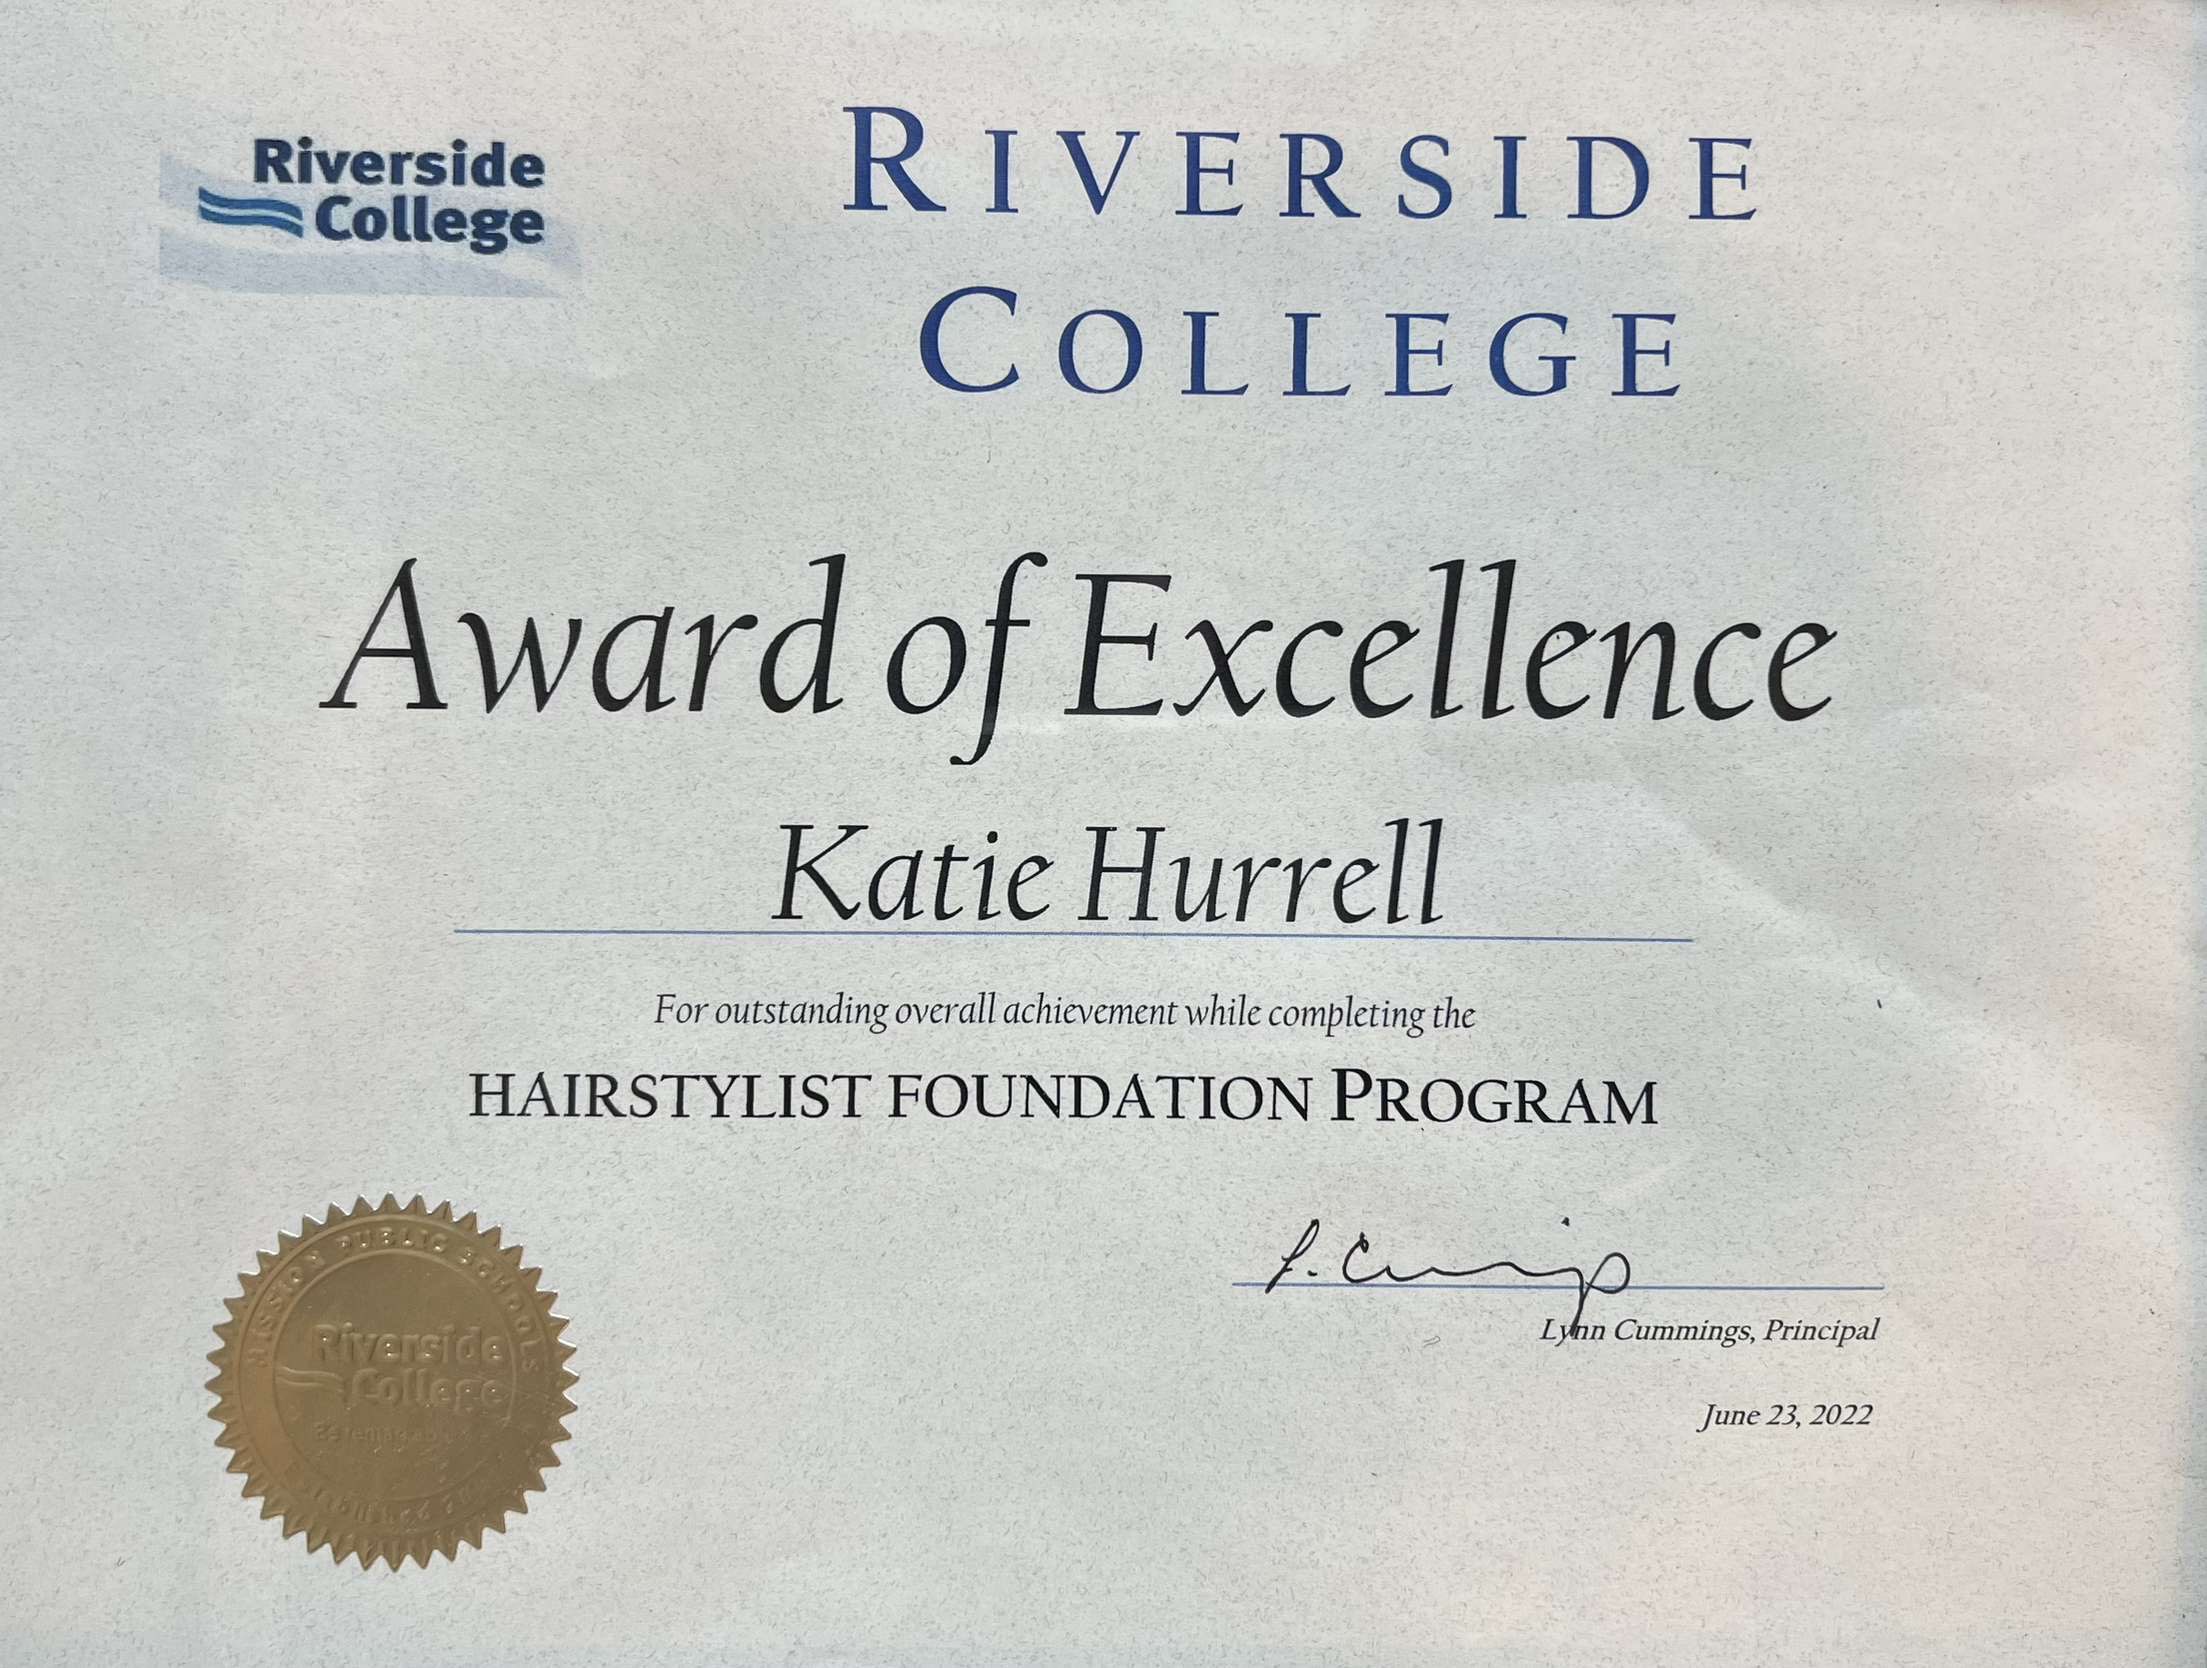 Riverside
College
RIVERSIDE
COLLEGE
Award of Excellence
Katie Hurrell
For outstanding overall achievement while completing the
HAIRSTYLIST FOUNDATION PROGRAM
MISSION PUBLIC SCHOOLS
Riverside
College
L. Cummings
Lynn Cummings, Principal
June 23, 2022